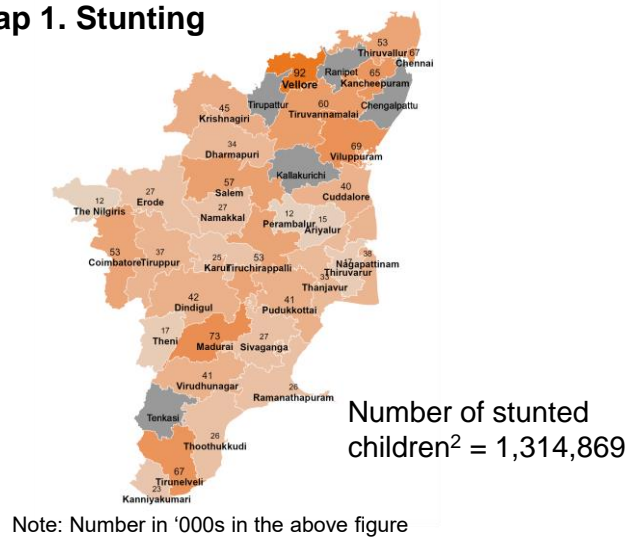 ap 1. Stunting
53
Thiruvallur 67
Chennai
92
Vellore
Ranipet 65
Kancheepuram
Tirupattur
Chengalpattu
45
Krishnagiri
60
Tiruvannamalai
34
Dharmapuri
69
Viluppuram
Kallakurichi
57
Salem
40
Cuddalore
12
The Nilgiris
27
Erode
27
Namakkal
12
Perambalur
15
Ariyalur
53
Coimbatore
37
Tiruppur
25
Karur
53
Tiruchirappalli
38
Nagapattinam
17
Thiruvarur
33
Thanjavur
42
Dindigul
41
Pudukkottai
17
Theni
73
Madurai
27
Sivaganga
41
Virudhunagar
26
Ramanathapuram
Tenkasi
26
Thoothukkudi
67
Tirunelveli
23
Kanniyakumari
Number of stunted
children² = 1,314,869
Note: Number in ‘000s in the above figure